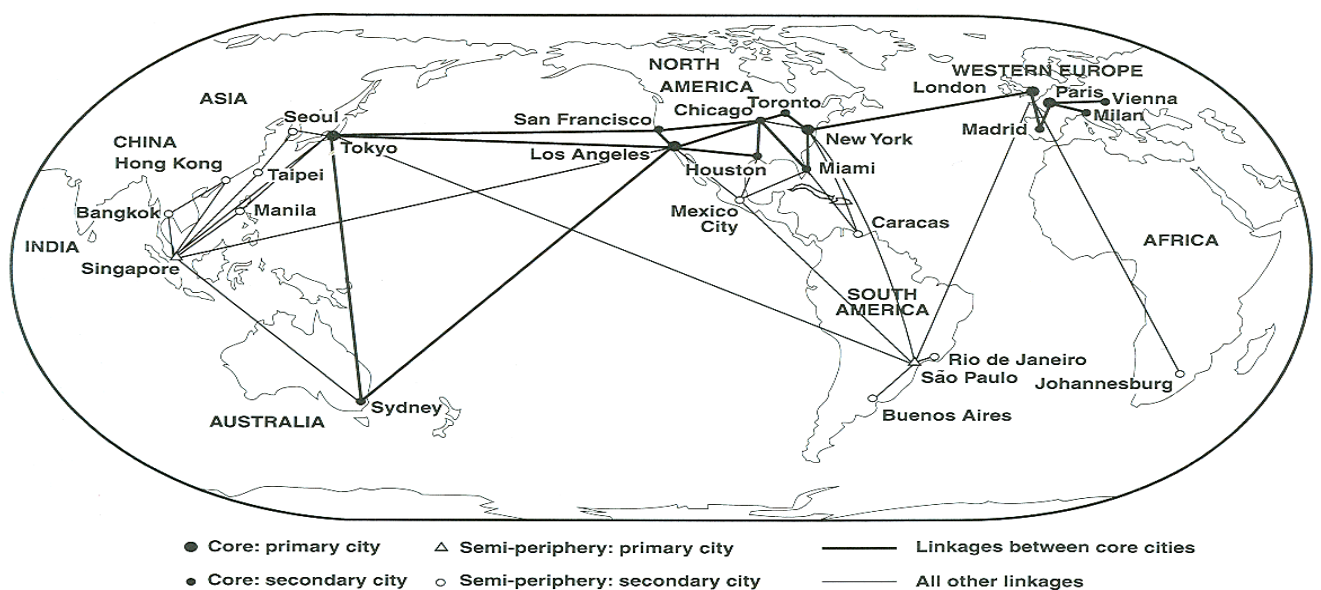 NORTH
AMERICA
WESTERN EUROPE
ASIA
London
Paris
Vienna
Chicago
Toronto
Seoul
San Francisco
Milan
Madrid
CHINA
New York
Tokyo
Los Angeles
Hong Kong
Houston
Miami
Taipei
Bangkok
Manila
Mexico
City
Caracas
INDIA
AFRICA
Singapore
SOUTH
AMERICA
Rio de Janeiro
São Paulo
Johannesburg
Sydney
AUSTRALIA
Buenos Aires
Core: primary city
Semi-periphery: primary city
Linkages between core cities
Core: secondary city
Semi-periphery: secondary city
All other linkages